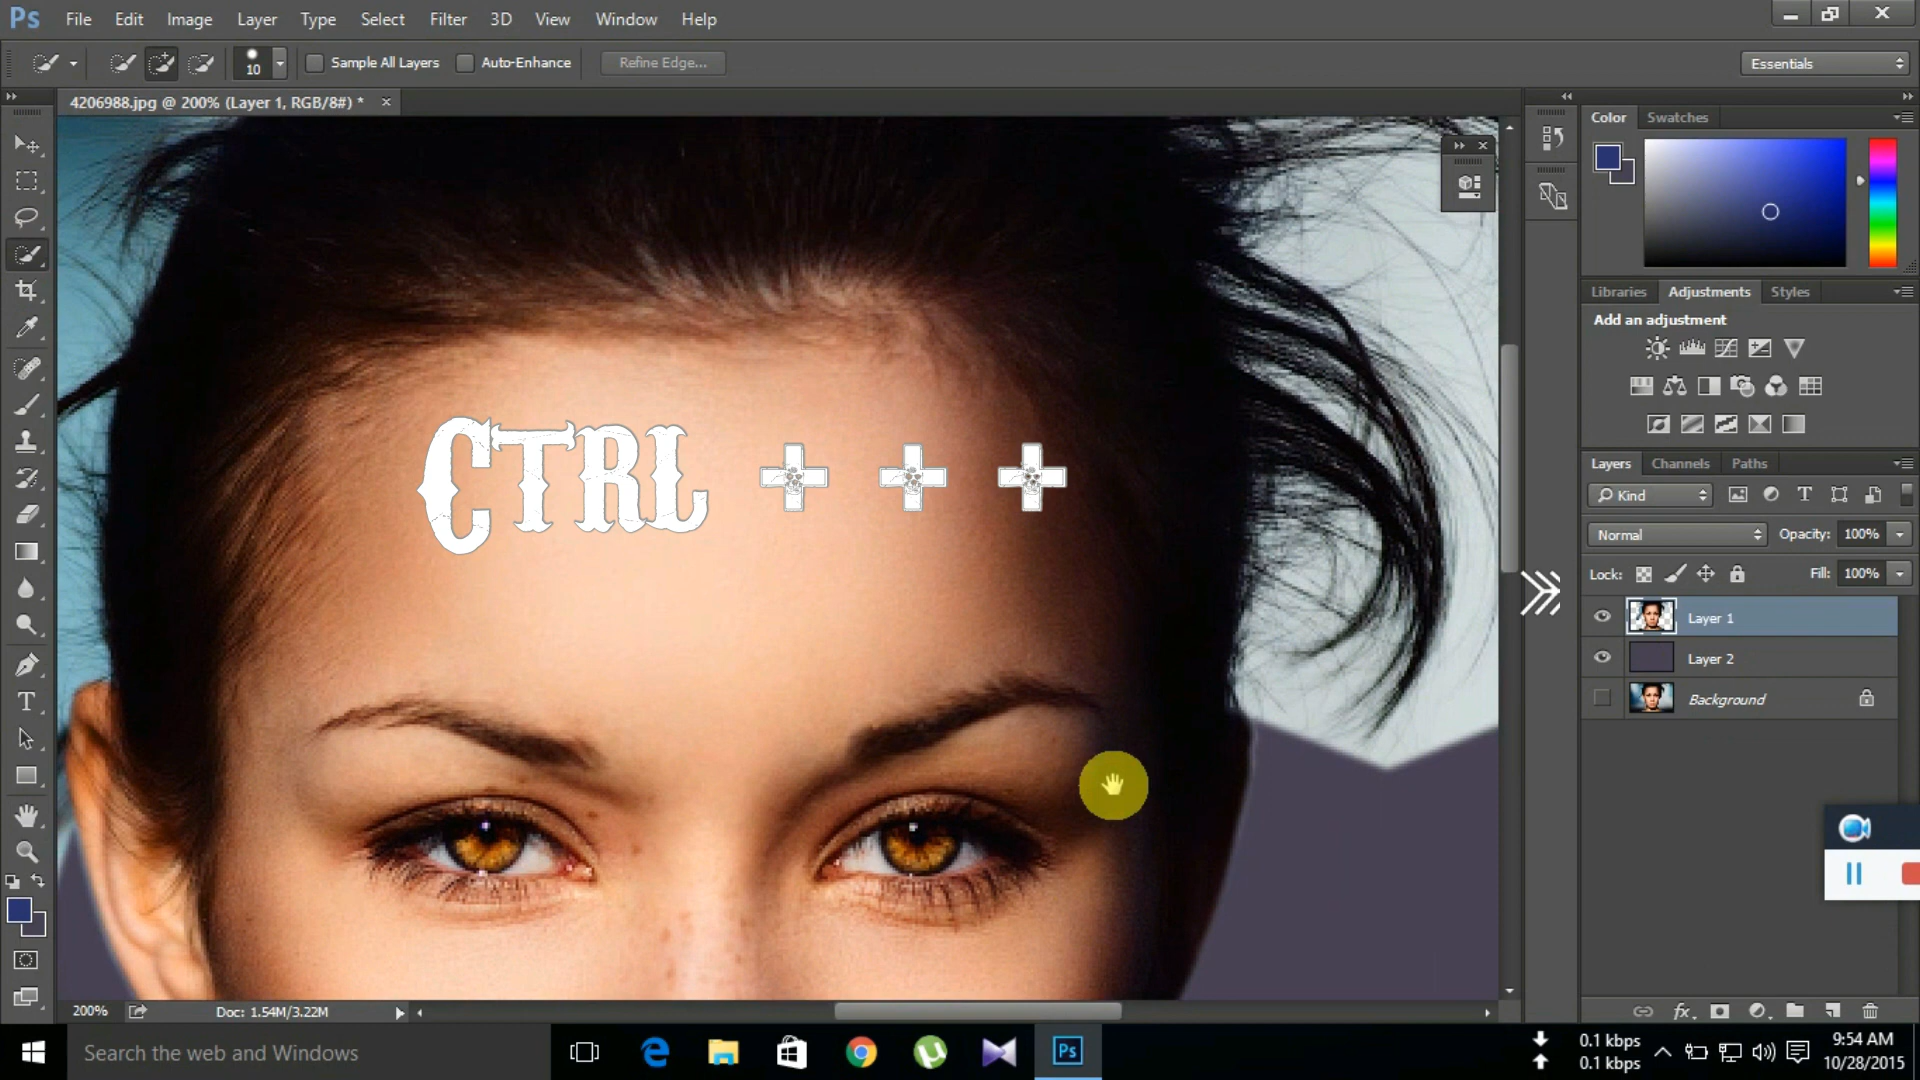 Ps File Edit Image Layer Type Select Filter 3D View Window Help
10 Sample All Layers Auto-Enhance Refine Edge... Essentials
4206988.jpg @ 200% (Layer 1, RGB/8#) * ×
Color Swatches
Libraries Adjustments Styles
Add an adjustment
CTRL + + +
Layers Channels Paths
Kind
Normal Opacity: 100%
Lock: Fill: 100%
Layer 1
Layer 2
Background
200% Doc: 1.54M/3.22M
Search the web and Windows
Ps
0.1 kbps
0.1 kbps
9:54 AM
10/28/2015